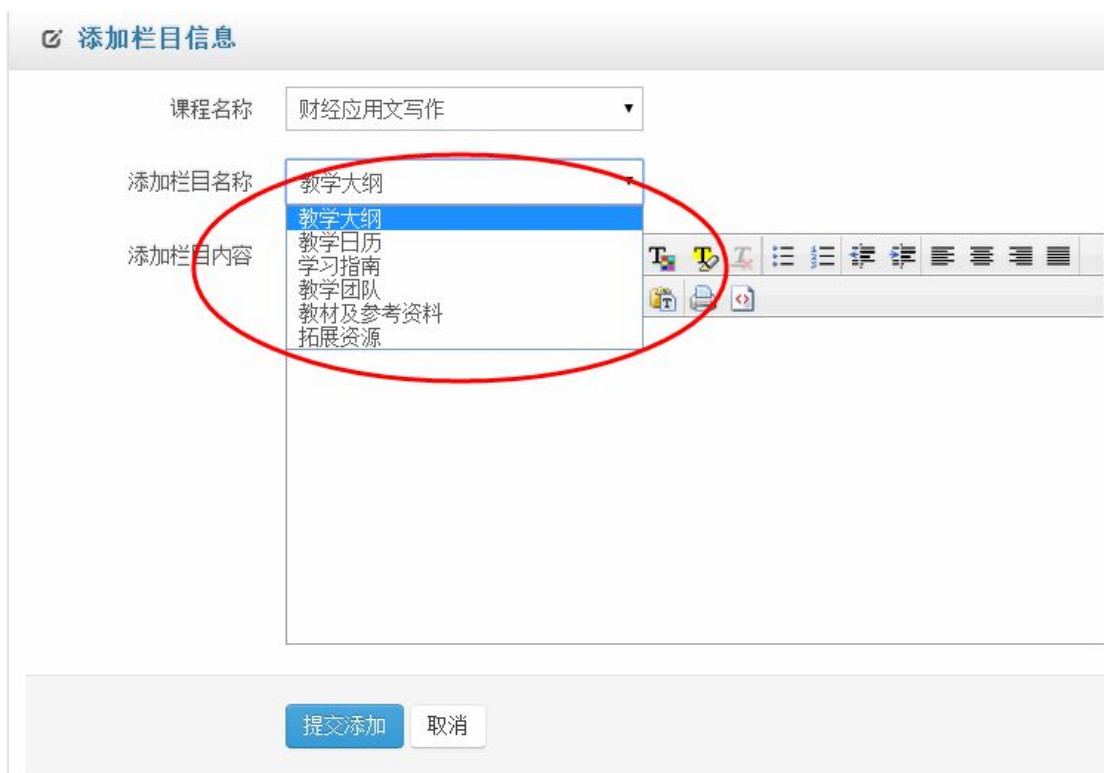 添加栏目信息
课程名称 财经应用文写作
添加栏目名称 教学大纲
教学大纲
教学日历
添加栏目内容
学习指南
教学团队
教材及参考资料
拓展资源
提交添加 取消